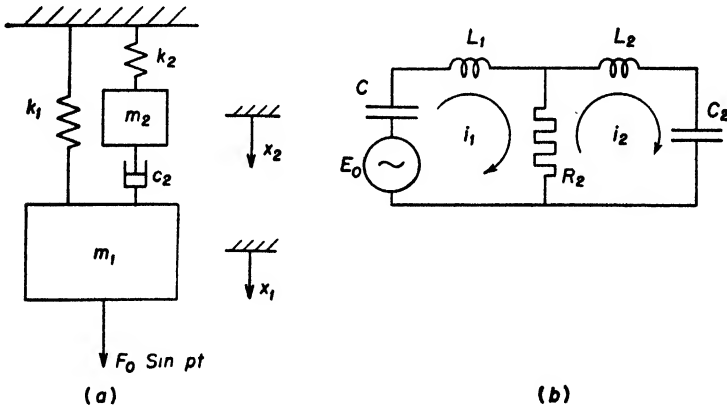 k₁
k₂
m₂
x₂
c₂
m₁
x₁
F₀ Sin pt
(a)
L₁
L₂
C
C₂
i₁
i₂
E₀
R₂
(b)